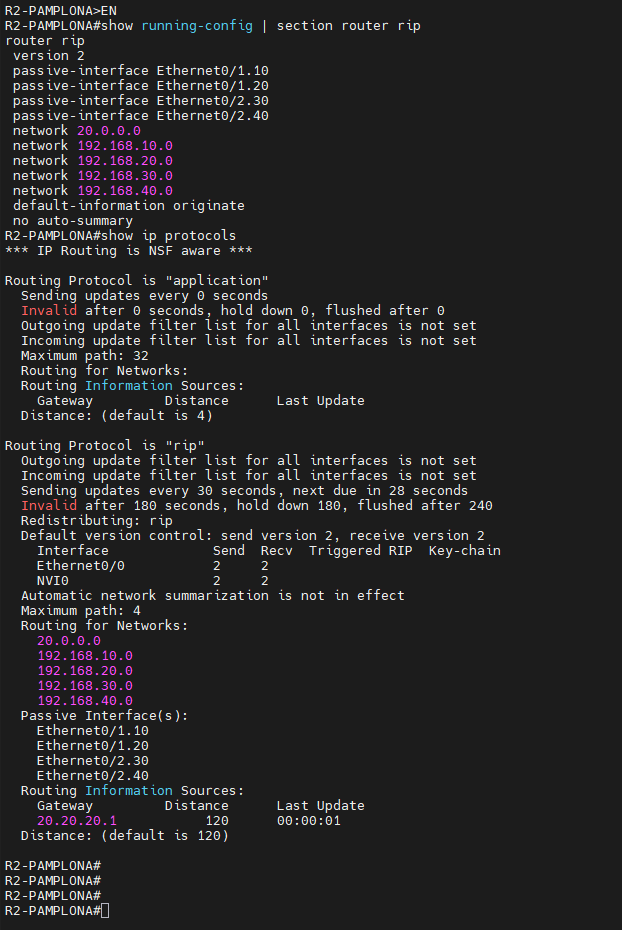 R2-PAMPLONA>EN
R2-PAMPLONA#show running-config | section router rip
router rip
 version 2
 passive-interface Ethernet0/1.10
 passive-interface Ethernet0/1.20
 passive-interface Ethernet0/2.30
 passive-interface Ethernet0/2.40
 network 20.0.0.0
 network 192.168.10.0
 network 192.168.20.0
 network 192.168.30.0
 network 192.168.40.0
 default-information originate
 no auto-summary
R2-PAMPLONA#show ip protocols
*** IP Routing is NSF aware ***

Routing Protocol is "application"
  Sending updates every 0 seconds
  Invalid after 0 seconds, hold down 0, flushed after 0
  Outgoing update filter list for all interfaces is not set
  Incoming update filter list for all interfaces is not set
  Maximum path: 32
  Routing for Networks:
  Routing Information Sources:
    Gateway         Distance      Last Update
  Distance: (default is 4)

Routing Protocol is "rip"
  Outgoing update filter list for all interfaces is not set
  Incoming update filter list for all interfaces is not set
  Sending updates every 30 seconds, next due in 28 seconds
  Invalid after 180 seconds, hold down 180, flushed after 240
  Redistributing: rip
  Default version control: send version 2, receive version 2
    Interface             Send  Recv  Triggered RIP  Key-chain
    Ethernet0/0           2     2
    NVI0                  2     2
  Automatic network summarization is not in effect
  Maximum path: 4
  Routing for Networks:
    20.0.0.0
    192.168.10.0
    192.168.20.0
    192.168.30.0
    192.168.40.0
  Passive Interface(s):
    Ethernet0/1.10
    Ethernet0/1.20
    Ethernet0/2.30
    Ethernet0/2.40
  Routing Information Sources:
    Gateway         Distance      Last Update
    20.20.20.1           120      00:00:01
  Distance: (default is 120)

R2-PAMPLONA#
R2-PAMPLONA#
R2-PAMPLONA#
R2-PAMPLONA#